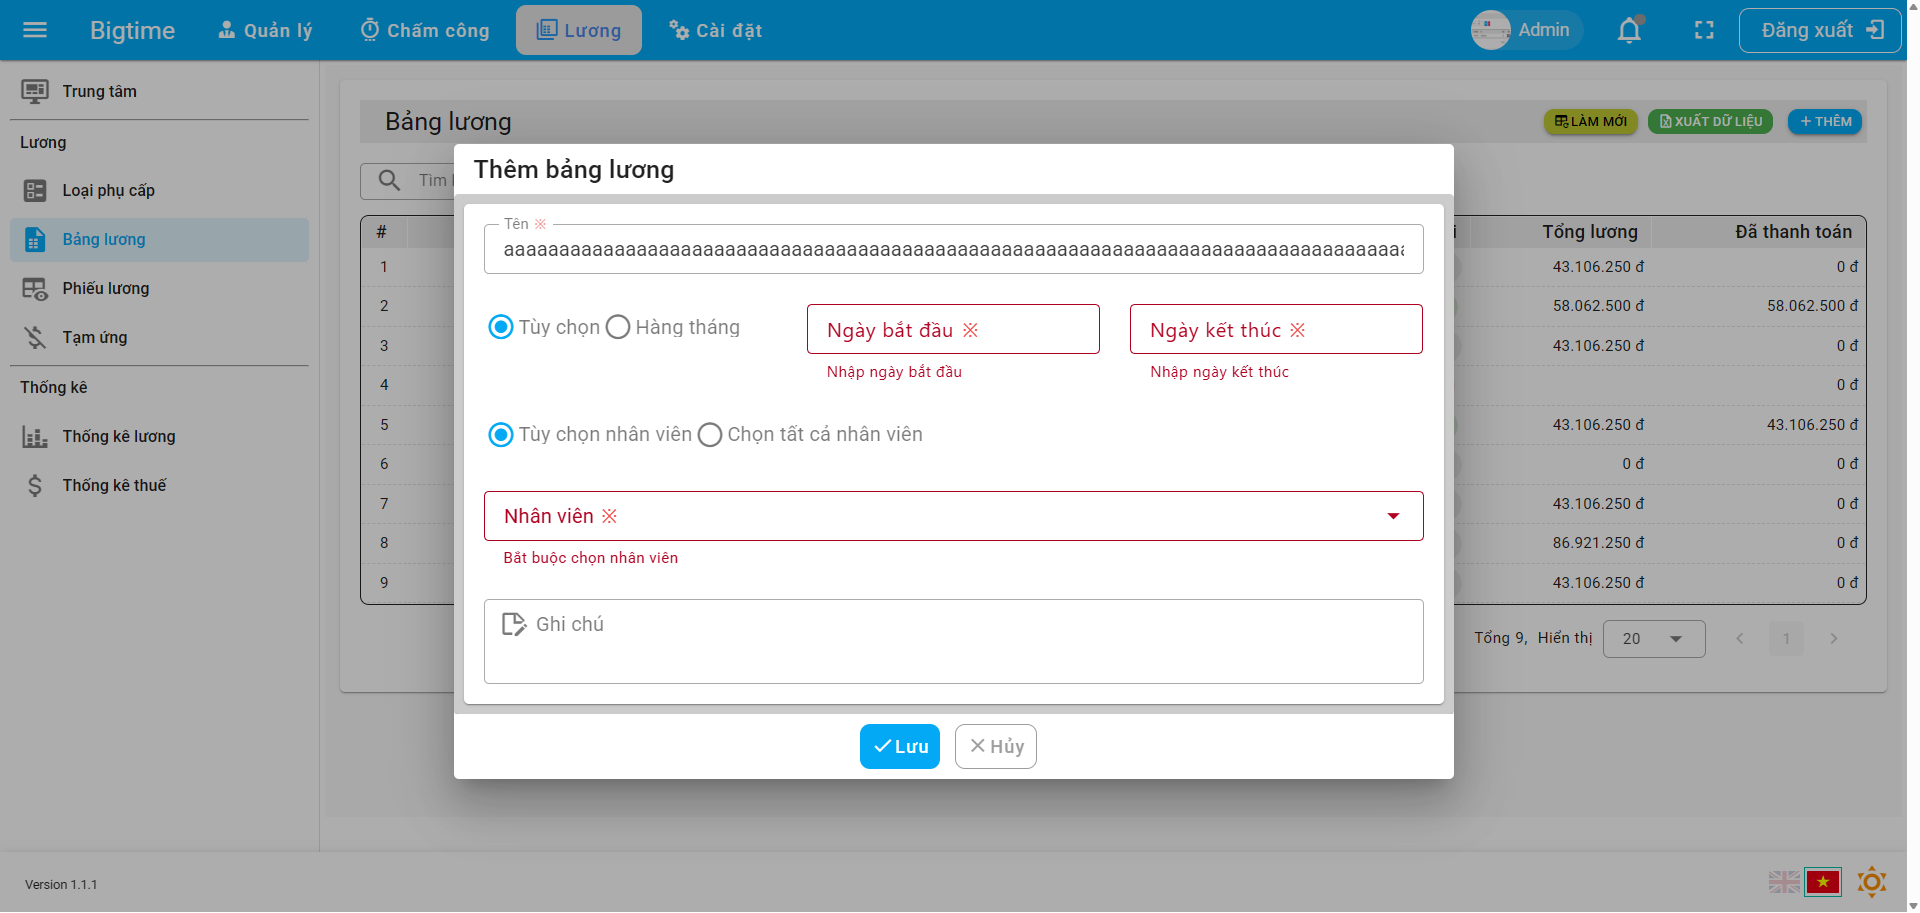 Bigtime
Quản lý
Chấm công
Lương
Cài đặt
Admin
Đăng xuất
Trung tâm
Lương
Loại phụ cấp
Bảng lương
Phiếu lương
Tạm ứng
Thống kê
Thống kê lương
Thống kê thuế
Bảng lương
LÀM MỚI
XUẤT DỮ LIỆU
+ THÊM
Tìm
# Tổng lương Đã thanh toán
1 43.106.250 đ 0 đ
2 58.062.500 đ 58.062.500 đ
3 43.106.250 đ 0 đ
4 0 đ
5 43.106.250 đ 43.106.250 đ
6 0 đ 0 đ
7 43.106.250 đ 0 đ
8 86.921.250 đ 0 đ
9 43.106.250 đ 0 đ
Tổng 9, Hiển thị 20 < 1 >
Thêm bảng lương
Tên ※
Tùy chọn Hàng tháng
Ngày bắt đầu ※
Nhập ngày bắt đầu
Ngày kết thúc ※
Nhập ngày kết thúc
Tùy chọn nhân viên Chọn tất cả nhân viên
Nhân viên ※
Bắt buộc chọn nhân viên
Ghi chú
Lưu
Hủy
Version 1.1.1